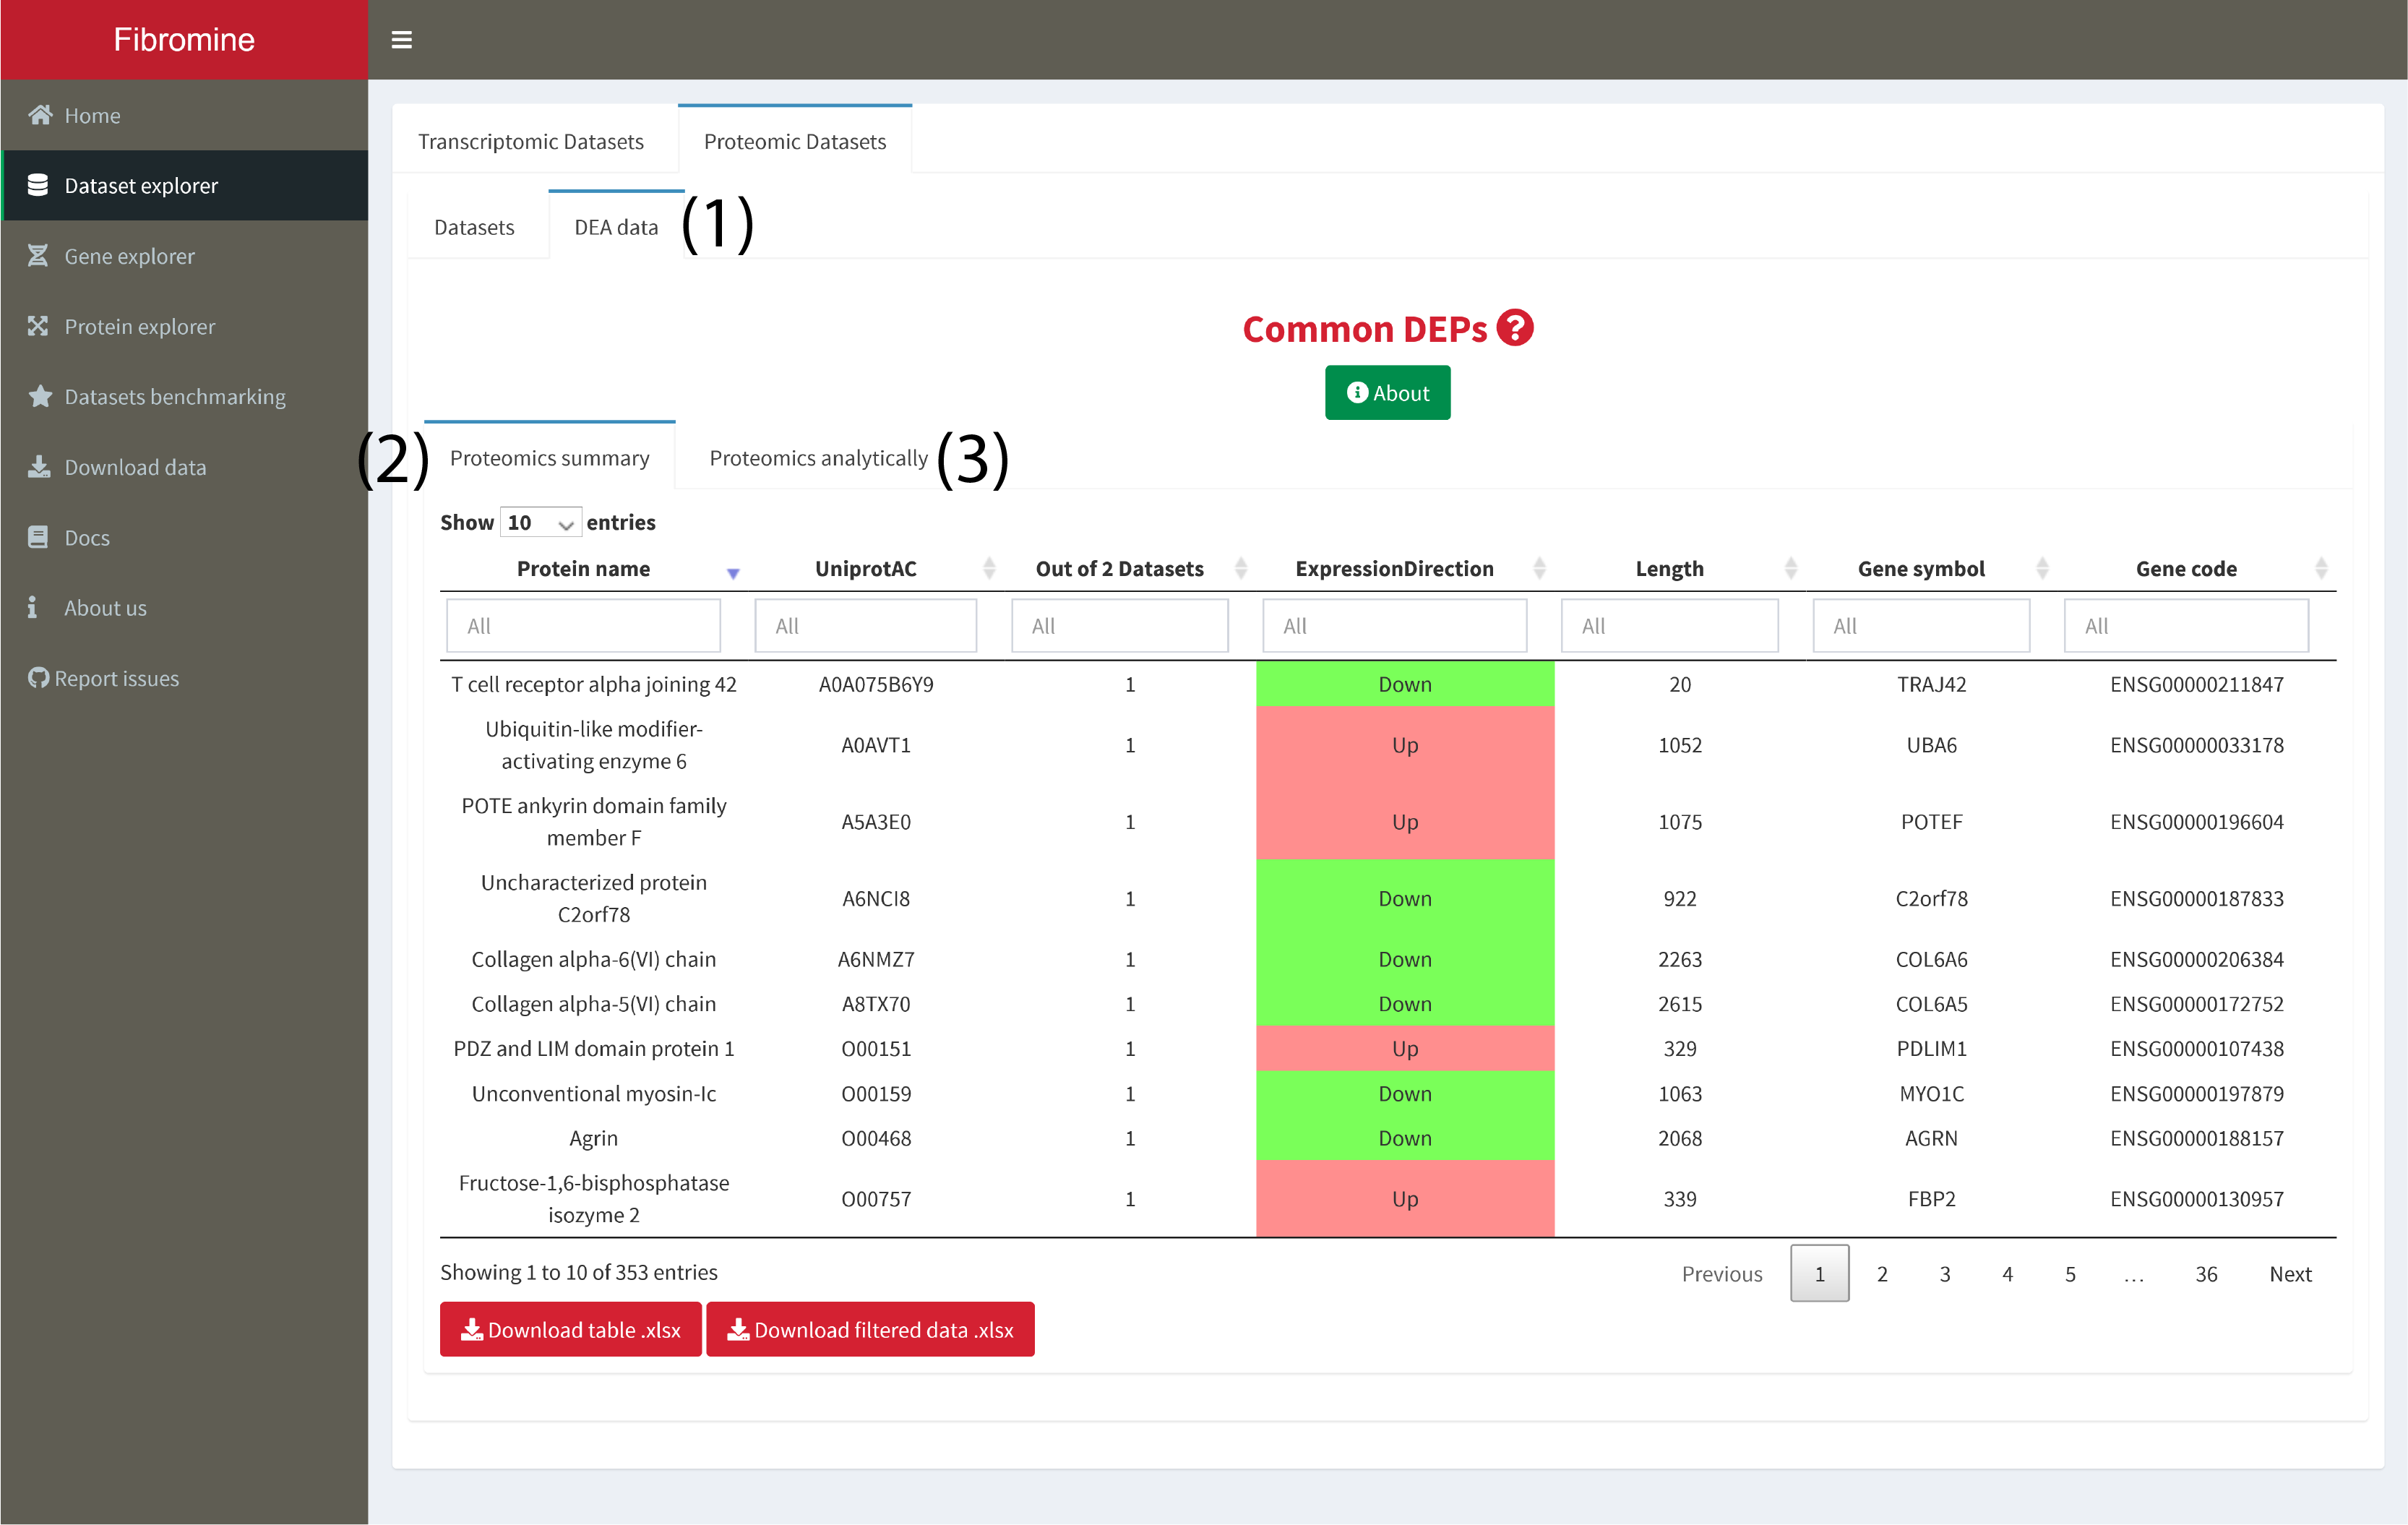 Fibromine
Home
Dataset explorer
Gene explorer
Protein explorer
Datasets benchmarking
Download data
Docs
About us
Report issues
Transcriptomic Datasets Proteomic Datasets
Datasets DEA data (1)
Common DEPs ?
About
(2) Proteomics summary Proteomics analytically (3)
Show 10 entries
Protein name UniprotAC Out of 2 Datasets ExpressionDirection Length Gene symbol Gene code
All All All All All All All
T cell receptor alpha joining 42 A0A075B6Y9 1 Down 20 TRAJ42 ENSG00000211847
Ubiquitin-like modifier-
activating enzyme 6 A0AVT1 1 Up 1052 UBA6 ENSG00000033178
POTE ankyrin domain family
member F A5A3E0 1 Up 1075 POTEF ENSG00000196604
Uncharacterized protein
C2orf78 A6NCI8 1 Down 922 C2orf78 ENSG00000187833
Collagen alpha-6(VI) chain A6NMZ7 1 Down 2263 COL6A6 ENSG00000206384
Collagen alpha-5(VI) chain A8TX70 1 Down 2615 COL6A5 ENSG00000172752
PDZ and LIM domain protein 1 O00151 1 Up 329 PDLIM1 ENSG00000107438
Unconventional myosin-Ic O00159 1 Down 1063 MYO1C ENSG00000197879
Agrin O00468 1 Down 2068 AGRN ENSG00000188157
Fructose-1,6-bisphosphatase
isozyme 2 O00757 1 Up 339 FBP2 ENSG00000130957
Showing 1 to 10 of 353 entries Previous 1 2 3 4 5 … 36 Next
Download table .xlsx Download filtered data .xlsx